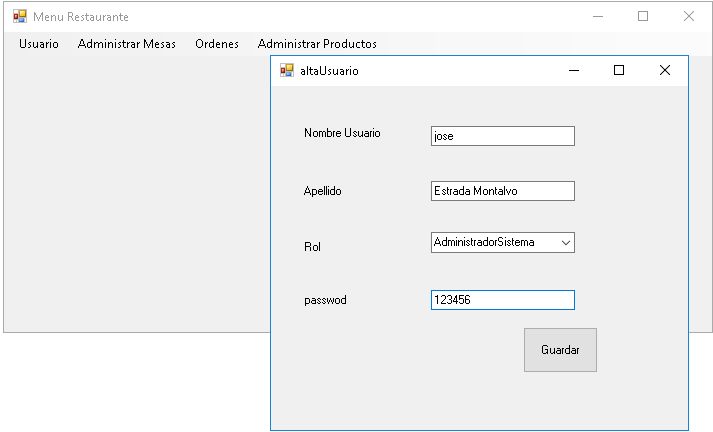 Menu Restaurante
Usuario Administrar Mesas Ordenes Administrar Productos
altaUsuario
Nombre Usuario jose
Apellido Estrada Montalvo
Rol AdministradorSistema
passwod 123456
Guardar